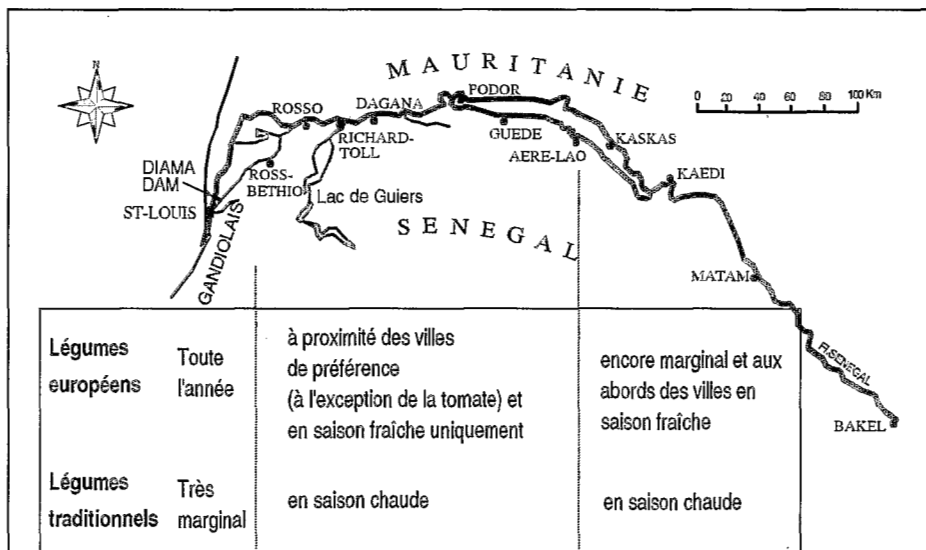 N
MAURITANIE
0 20 40 60 80 100 Km
PODOR
DAGANA
ROSSO
RICHARD-
TOLL
GUEDE
KASKAS
AERE-LAO
KAEDI
DIAMA
DAM
ROSS-
BETHIO
Lac de Guiers
ST-LOUIS
GANDIOLAIS
SENEGAL
MATAM
Fl.SENEGAL
BAKEL
Légumes
européens
Toute
l'année
à proximité des villes
de préférence
(à l'exception de la tomate) et
en saison fraîche uniquement
encore marginal et aux
abords des villes en
saison fraîche
Légumes
traditionnels
Très
marginal
en saison chaude
en saison chaude